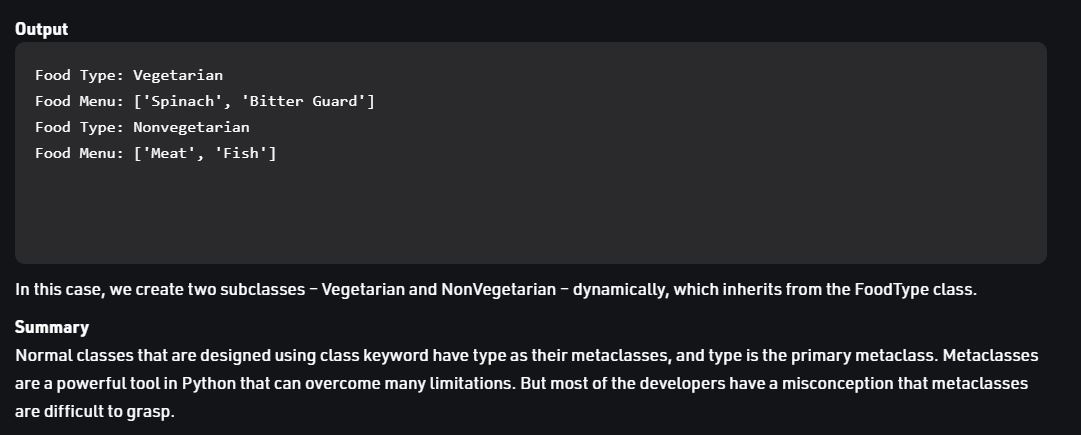 Output
Food Type: Vegetarian
Food Menu: ['Spinach', 'Bitter Guard']
Food Type: Nonvegetarian
Food Menu: ['Meat', 'Fish']
In this case, we create two subclasses – Vegetarian and NonVegetarian – dynamically, which inherits from the FoodType class.
Summary
Normal classes that are designed using class keyword have type as their metaclasses, and type is the primary metaclass. Metaclasses
are a powerful tool in Python that can overcome many limitations. But most of the developers have a misconception that metaclasses
are difficult to grasp.